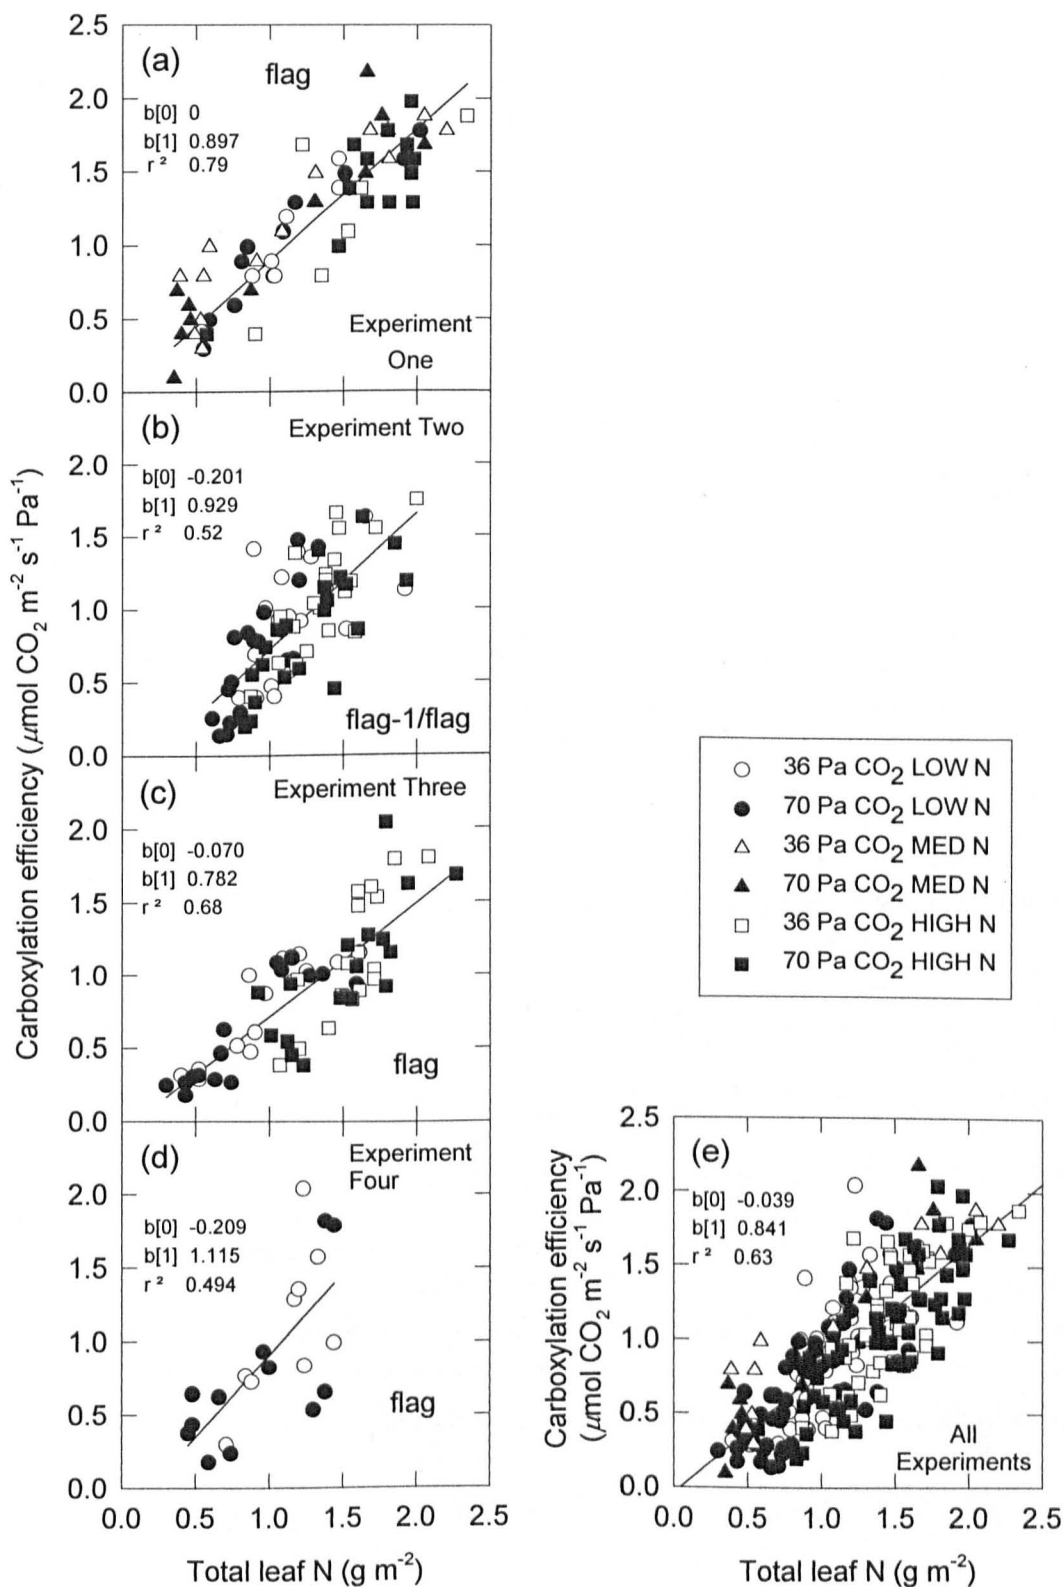 2.5
(a)
flag
2.0
b[0] 0
b[1] 0.897
r² 0.79
1.5
1.0
0.5
Experiment
One
0.0
(b)
Experiment Two
2.0
b[0] -0.201
b[1] 0.929
r² 0.52
1.5
1.0
0.5
flag-1/flag
0.0
(c)
Experiment Three
2.0
b[0] -0.070
b[1] 0.782
r² 0.68
1.5
1.0
0.5
flag
0.0
(d)
Experiment
Four
2.0
b[0] -0.209
b[1] 1.115
r² 0.494
1.5
1.0
0.5
flag
0.0
0.0 0.5 1.0 1.5 2.0 2.5
Total leaf N (g m⁻²)
Carboxylation efficiency (μmol CO₂ m⁻² s⁻¹ Pa⁻¹)
36 Pa CO₂ LOW N
70 Pa CO₂ LOW N
36 Pa CO₂ MED N
70 Pa CO₂ MED N
36 Pa CO₂ HIGH N
70 Pa CO₂ HIGH N
2.5
(e)
2.0
b[0] -0.039
b[1] 0.841
r² 0.63
1.5
1.0
0.5
All
Experiments
0.0
0.0 0.5 1.0 1.5 2.0 2.5
Total leaf N (g m⁻²)
Carboxylation efficiency
(μmol CO₂ m⁻² s⁻¹ Pa⁻¹)